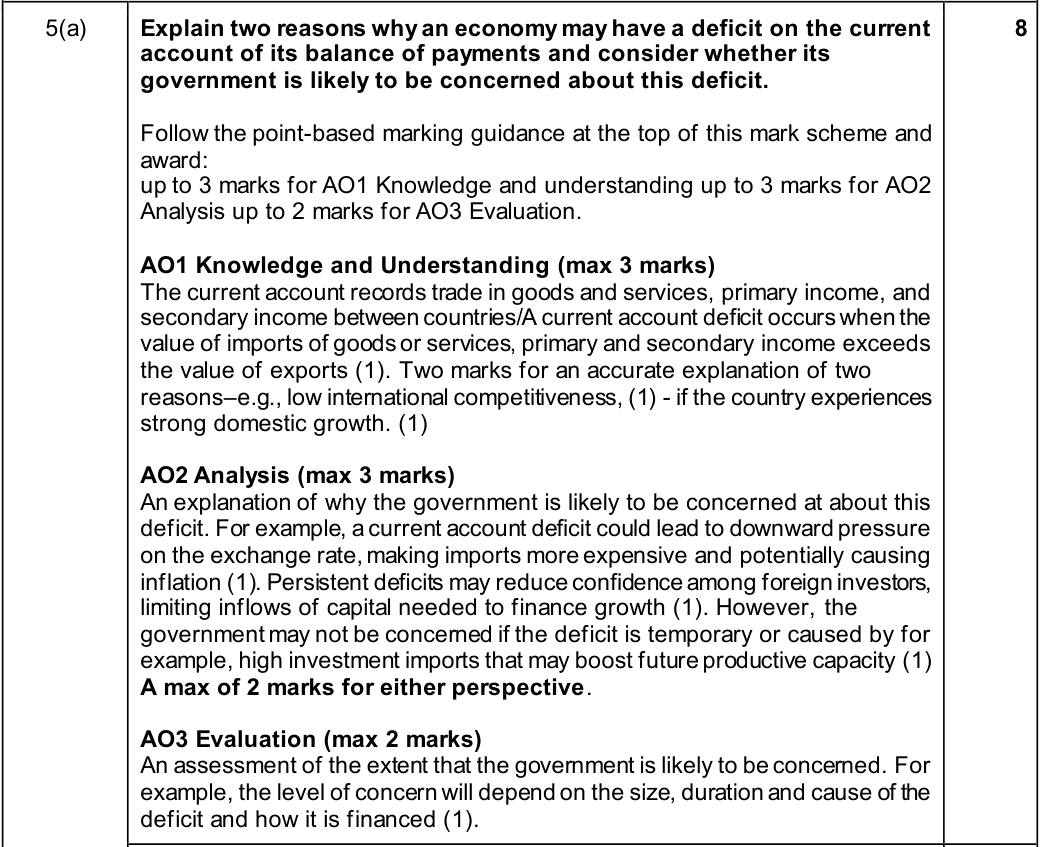 5(a)
Explain two reasons why an economy may have a deficit on the current
account of its balance of payments and consider whether its
government is likely to be concerned about this deficit.
8
Follow the point-based marking guidance at the top of this mark scheme and
award:
up to 3 marks for AO1 Knowledge and understanding up to 3 marks for AO2
Analysis up to 2 marks for AO3 Evaluation.
AO1 Knowledge and Understanding (max 3 marks)
The current account records trade in goods and services, primary income, and
secondary income between countries/A current account deficit occurs when the
value of imports of goods or services, primary and secondary income exceeds
the value of exports (1). Two marks for an accurate explanation of two
reasons–e.g., low international competitiveness, (1) - if the country experiences
strong domestic growth. (1)
AO2 Analysis (max 3 marks)
An explanation of why the government is likely to be concerned at about this
deficit. For example, a current account deficit could lead to downward pressure
on the exchange rate, making imports more expensive and potentially causing
inflation (1). Persistent deficits may reduce confidence among foreign investors,
limiting inflows of capital needed to finance growth (1). However, the
government may not be concerned if the deficit is temporary or caused by for
example, high investment imports that may boost future productive capacity (1)
A max of 2 marks for either perspective.
AO3 Evaluation (max 2 marks)
An assessment of the extent that the government is likely to be concerned. For
example, the level of concern will depend on the size, duration and cause of the
deficit and how it is financed (1).